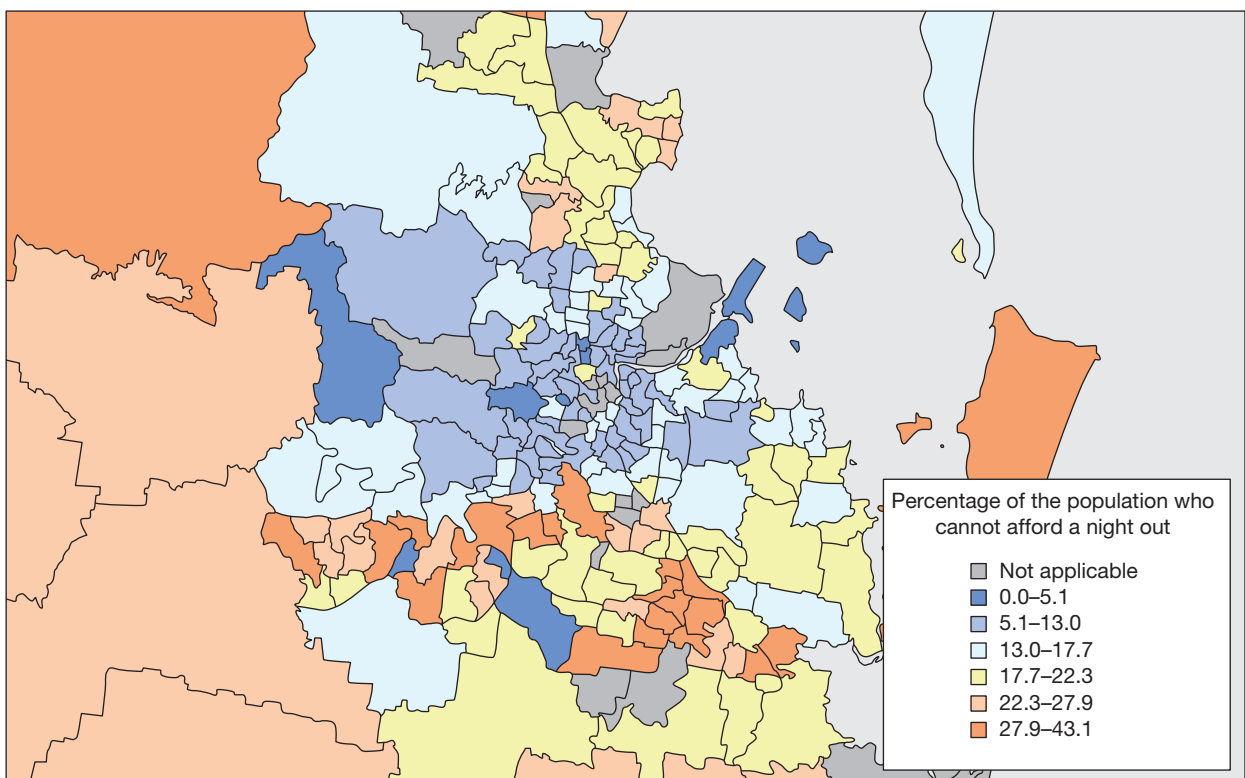 Percentage of the population who
cannot afford a night out
Not applicable
0.0–5.1
5.1–13.0
13.0–17.7
17.7–22.3
22.3–27.9
27.9–43.1